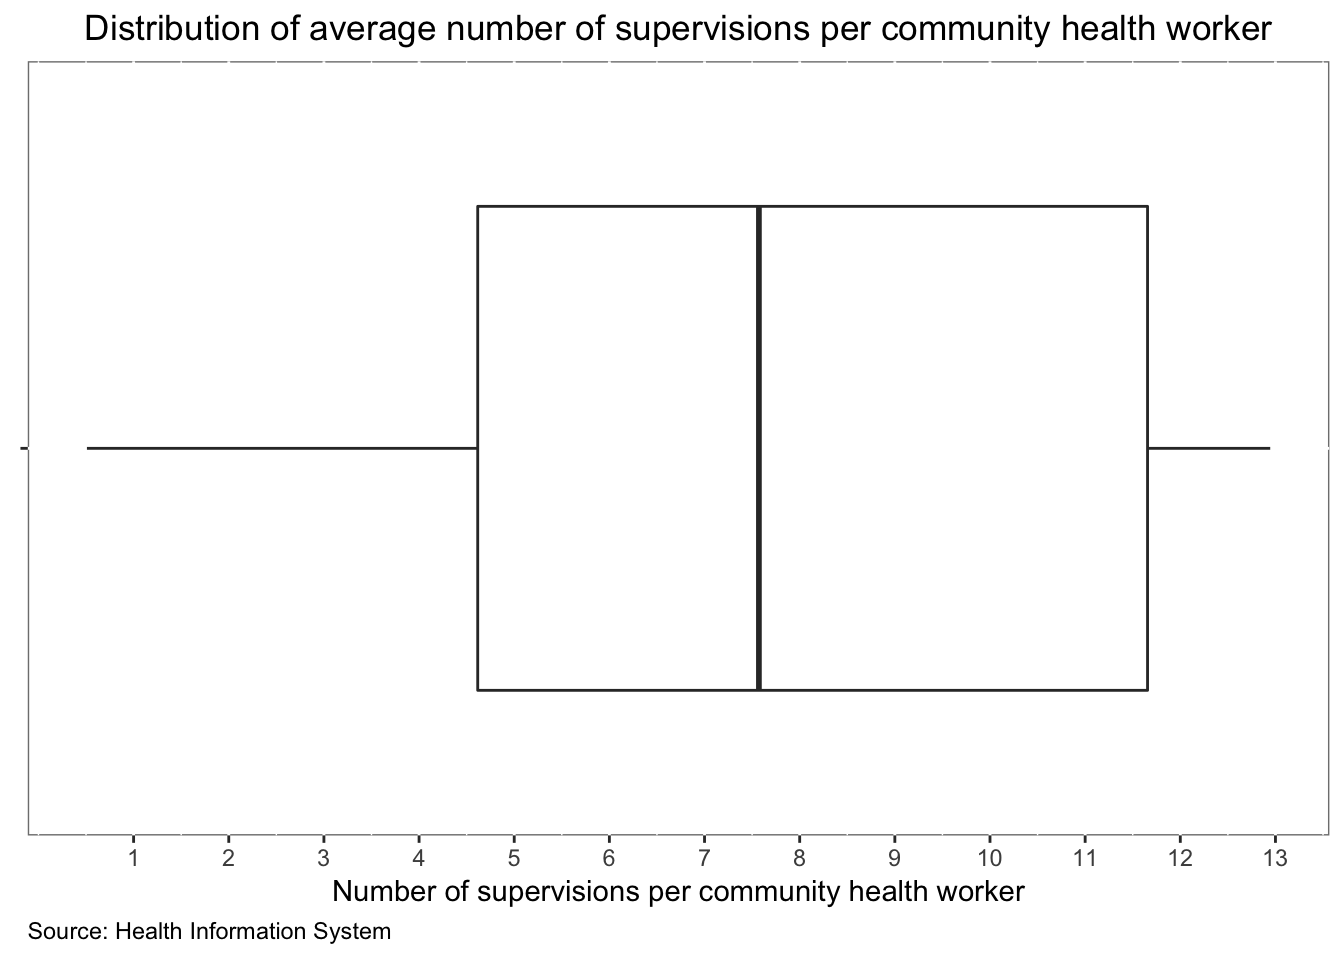 Distribution of average number of supervisions per community health worker
1 2 3 4 5 6 7 8 9 10 11 12 13
Number of supervisions per community health worker
Source: Health Information System